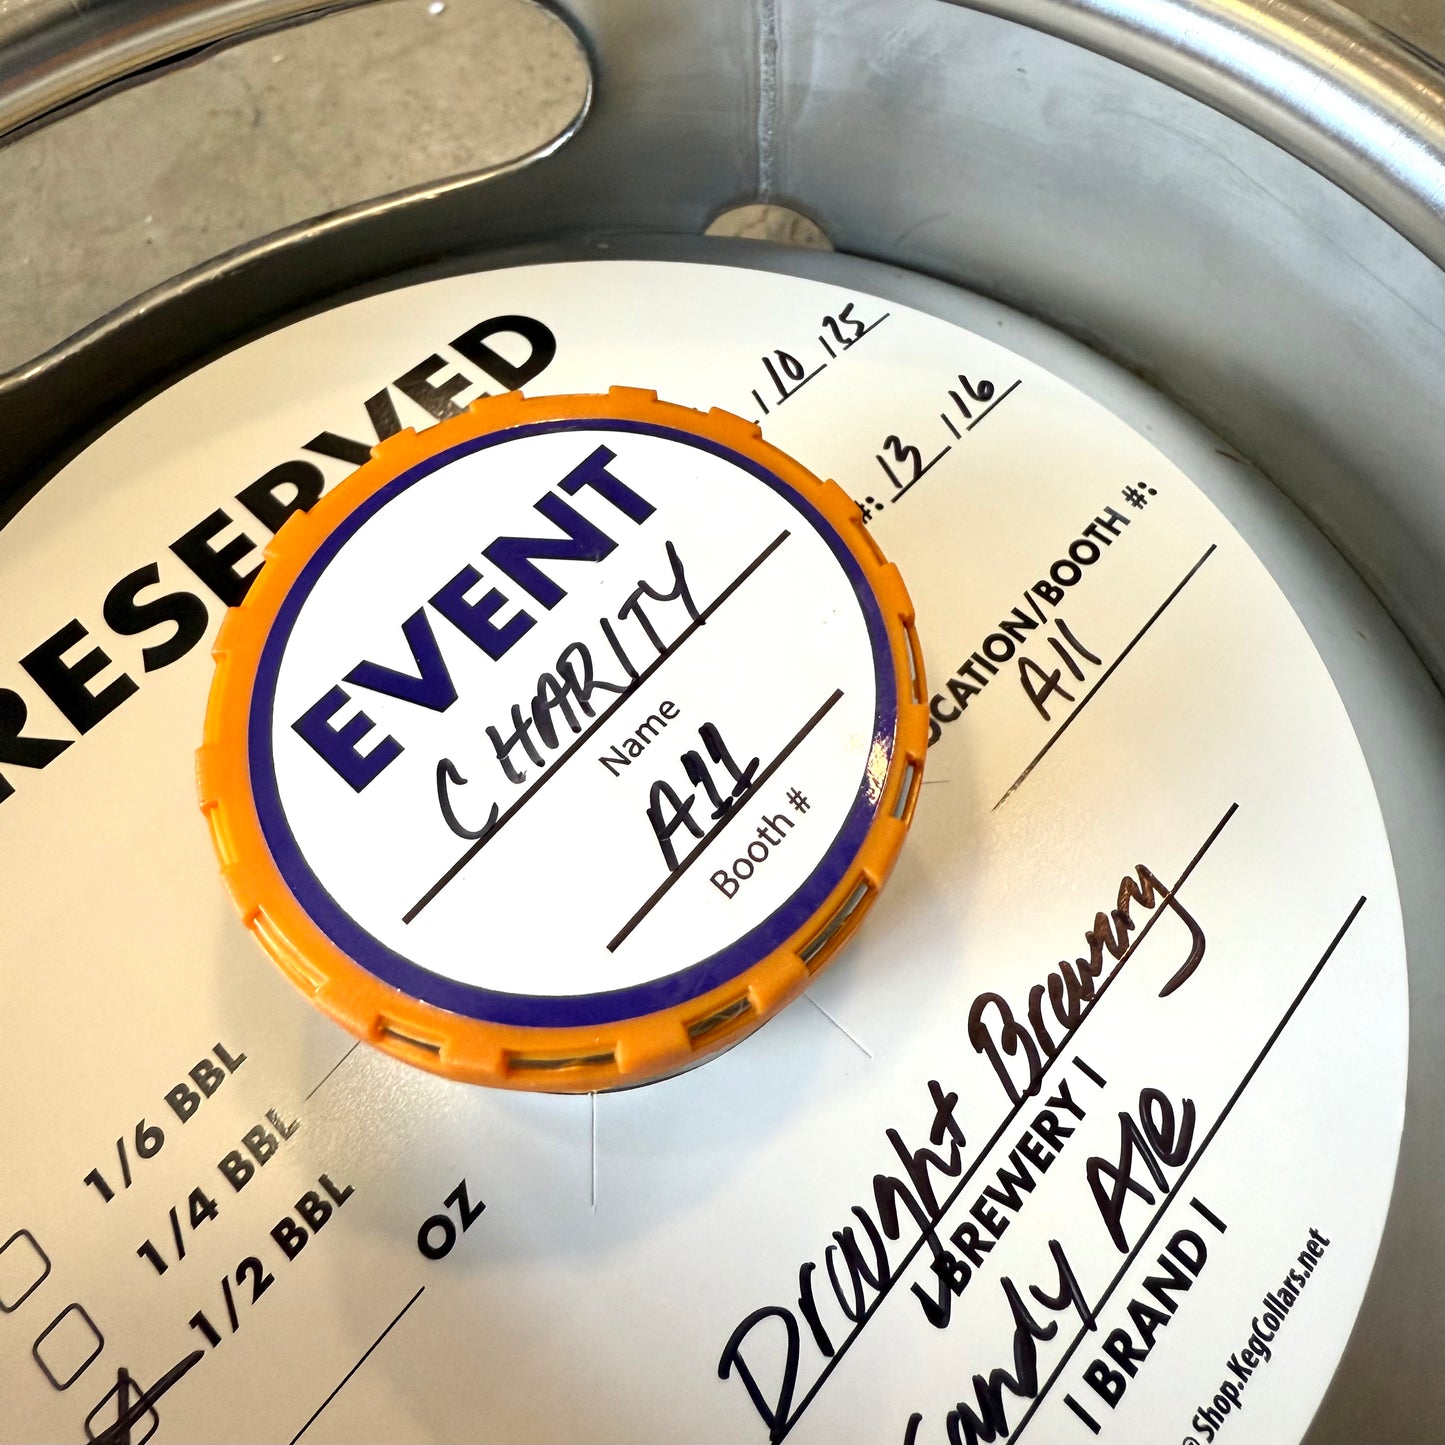 RESERVED
/ 10 / 25
#: 13 / 16
LOCATION/BOOTH #:
A11
EVENT
CHARITY
Name
A11
Booth #
1/6 BBL
1/4 BBL
1/2 BBL
OZ
Draught Brewery
| BREWERY |
Candy Ale
| BRAND |
Shop.KegCollars.net